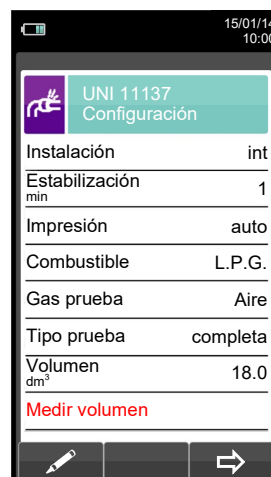 15/01/14
10:00
UNI 11137
Configuración
Instalación int
Estabilización 1
min
Impresión auto
Combustible L.P.G.
Gas prueba Aire
Tipo prueba completa
Volumen 18.0
dm³
Medir volumen